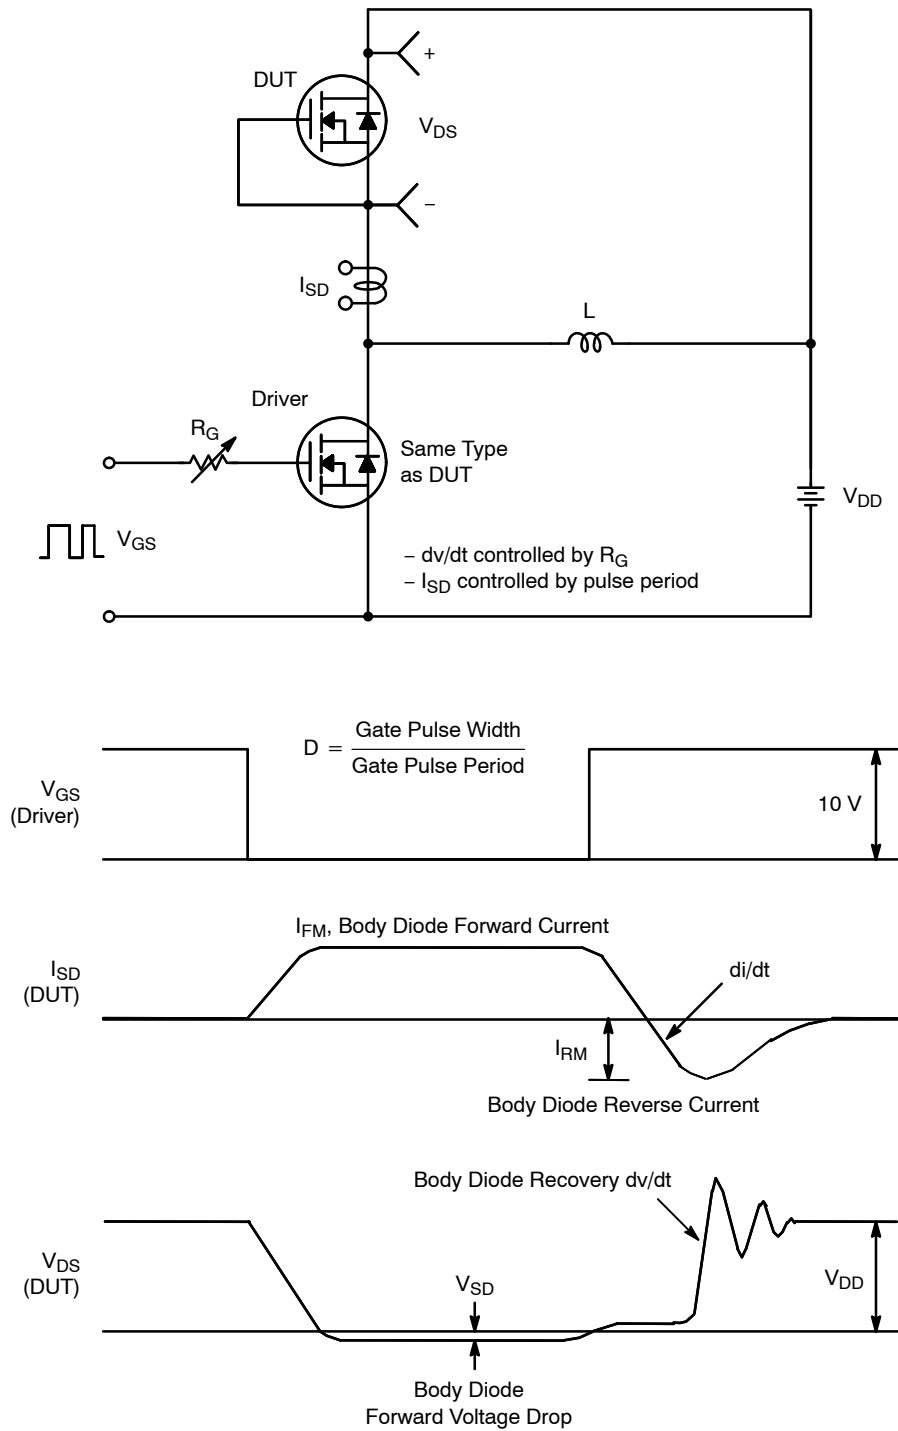 DUT
+
V_DS
−
I_SD
L
Driver
R_G
Same Type
as DUT
V_DD
V_GS
− dv/dt controlled by R_G
− I_SD controlled by pulse period
D = Gate Pulse Width
Gate Pulse Period
V_GS
(Driver)
10 V
I_FM, Body Diode Forward Current
I_SD
(DUT)
di/dt
I_RM
Body Diode Reverse Current
Body Diode Recovery dv/dt
V_DS
(DUT)
V_SD
V_DD
Body Diode
Forward Voltage Drop